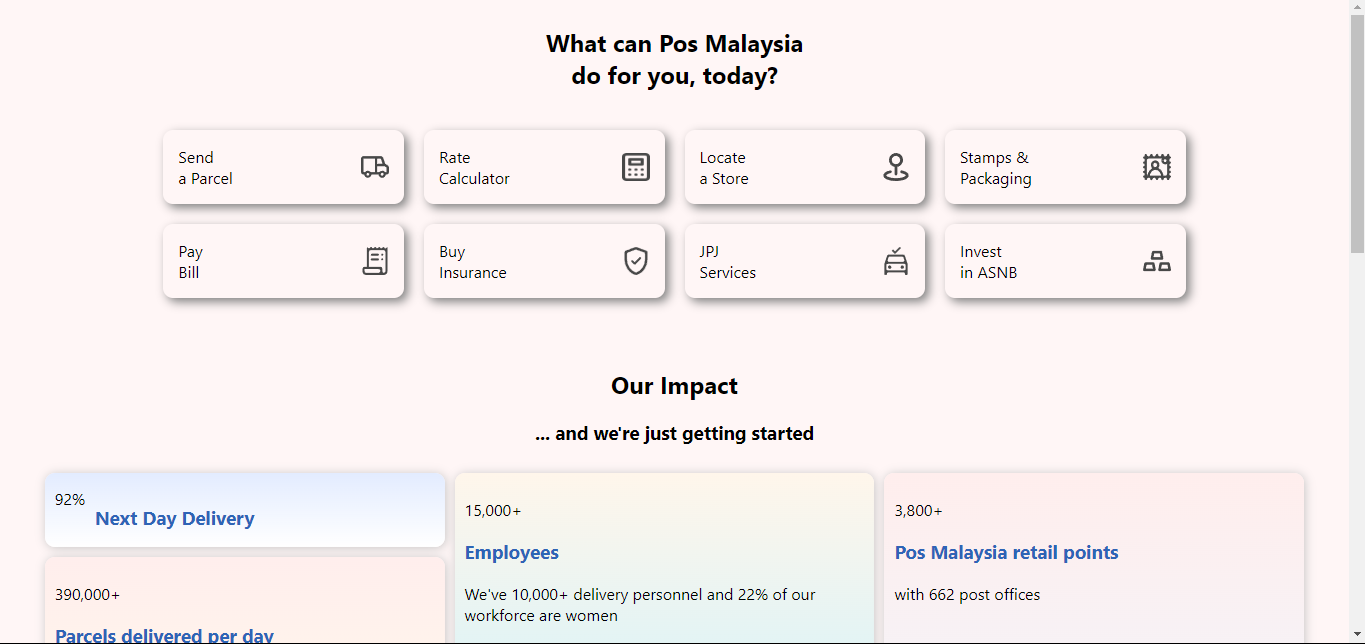 What can Pos Malaysia
do for you, today?
Send
a Parcel
Rate
Calculator
Locate
a Store
Stamps &
Packaging
Pay
Bill
Buy
Insurance
JPJ
Services
Invest
in ASNB
Our Impact
... and we're just getting started
92%
Next Day Delivery
390,000+
Parcels delivered per day
15,000+
Employees
We've 10,000+ delivery personnel and 22% of our
workforce are women
3,800+
Pos Malaysia retail points
with 662 post offices